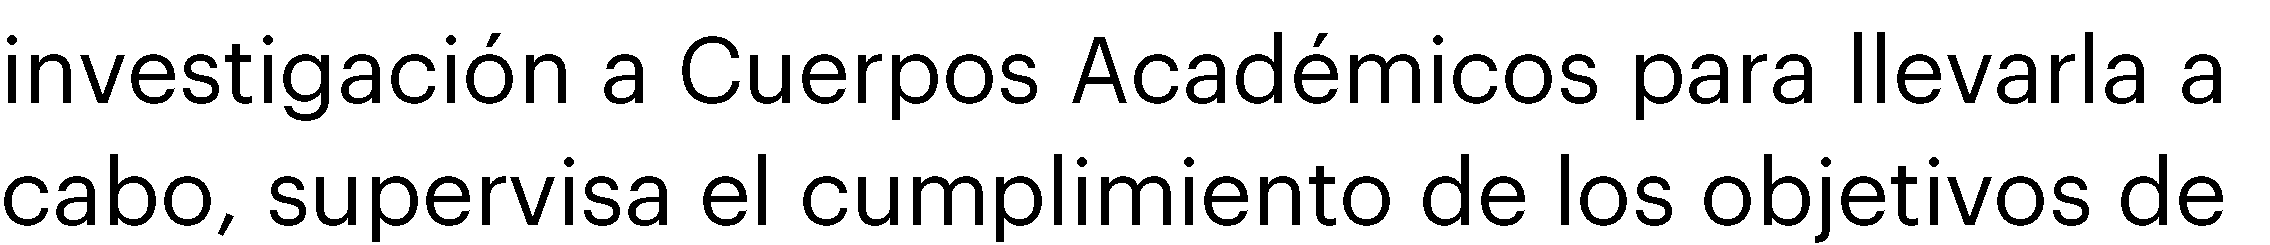 investigación a Cuerpos Académicos para llevarla a
cabo, supervisa el cumplimiento de los objetivos de